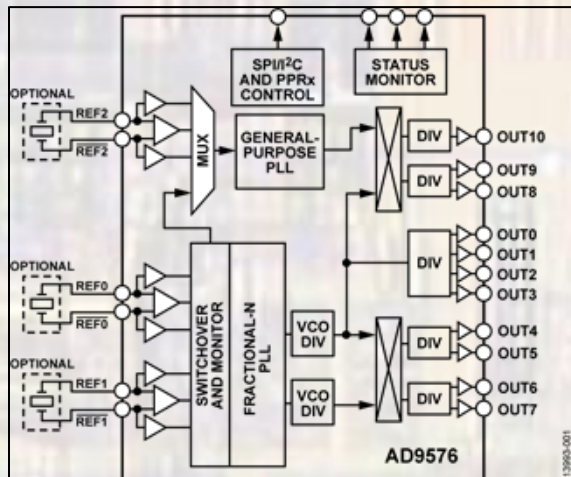 SPI/I²C
AND PPRx
CONTROL
STATUS
MONITOR
OPTIONAL
REF2
REF2
MUX
GENERAL-
PURPOSE
PLL
DIV
OUT10
DIV
OUT9
OUT8
OPTIONAL
REF0
REF0
SWITCHOVER
AND MONITOR
FRACTIONAL-N
PLL
VCO
DIV
DIV
OUT0
OUT1
OUT2
OUT3
OPTIONAL
REF1
REF1
VCO
DIV
DIV
OUT4
OUT5
DIV
OUT6
OUT7
AD9576
13993-001